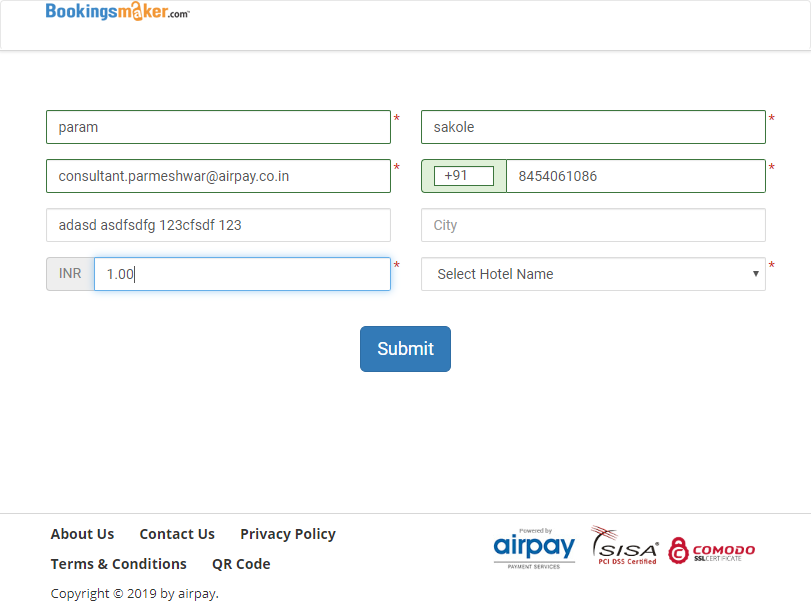 Bookingsmaker.com™
param * sakole *
consultant.parmeshwar@airpay.co.in * +91 8454061086 *
adasd asdfsdfg 123cfsdf 123 City
INR 1.00 * Select Hotel Name ▾ *
Submit
About Us Contact Us Privacy Policy
Terms & Conditions QR Code
Copyright © 2019 by airpay.
Powered by
airpay
PAYMENT SERVICES
SISA®
PCI DSS Certified
COMODO
SSL CERTIFICATE